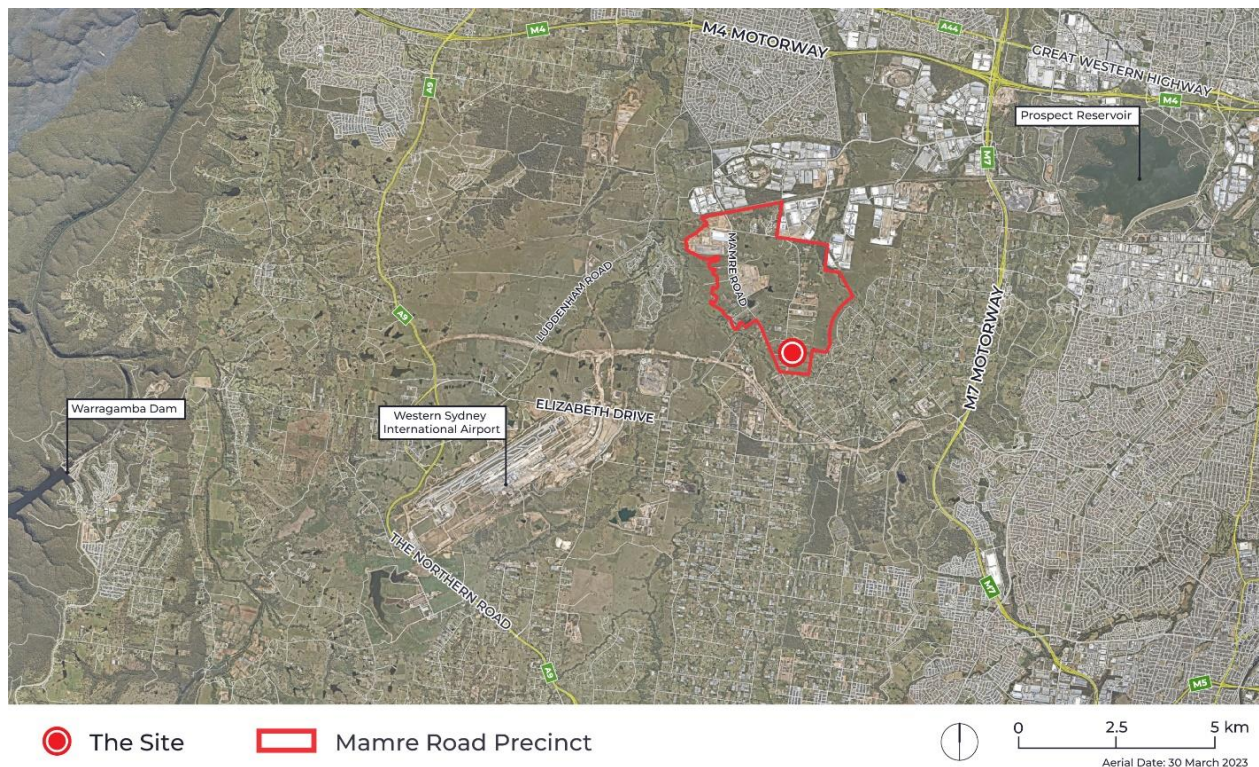 M4
M4 MOTORWAY
A44
GREAT WESTERN HIGHWAY
M4
A9
Prospect Reservoir
M7
MAMRE ROAD
LUDDENHAM ROAD
A9
M7 MOTORWAY
Warragamba Dam
Western Sydney
International Airport
ELIZABETH DRIVE
THE NORTHERN ROAD
M7
A9
M5
The Site
Mamre Road Precinct
0 2.5 5 km
Aerial Date: 30 March 2023